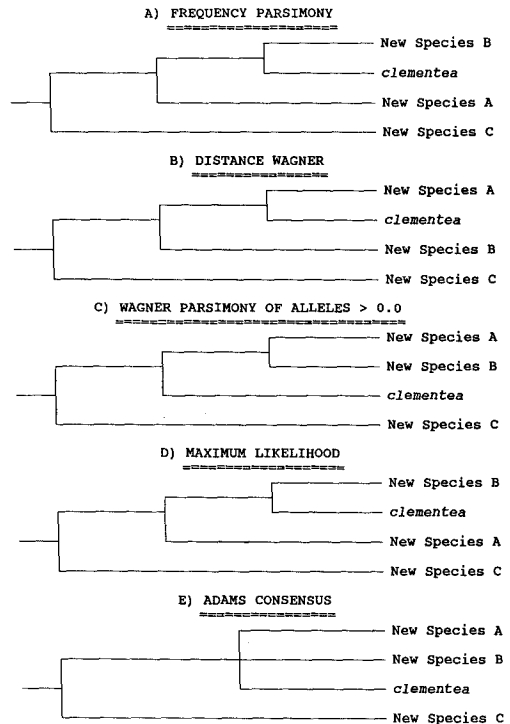 A) FREQUENCY PARSIMONY
New Species B
clementea
New Species A
New Species C
B) DISTANCE WAGNER
New Species A
clementea
New Species B
New Species C
C) WAGNER PARSIMONY OF ALLELES > 0.0
New Species A
New Species B
clementea
New Species C
D) MAXIMUM LIKELIHOOD
New Species B
clementea
New Species A
New Species C
E) ADAMS CONSENSUS
New Species A
New Species B
clementea
New Species C